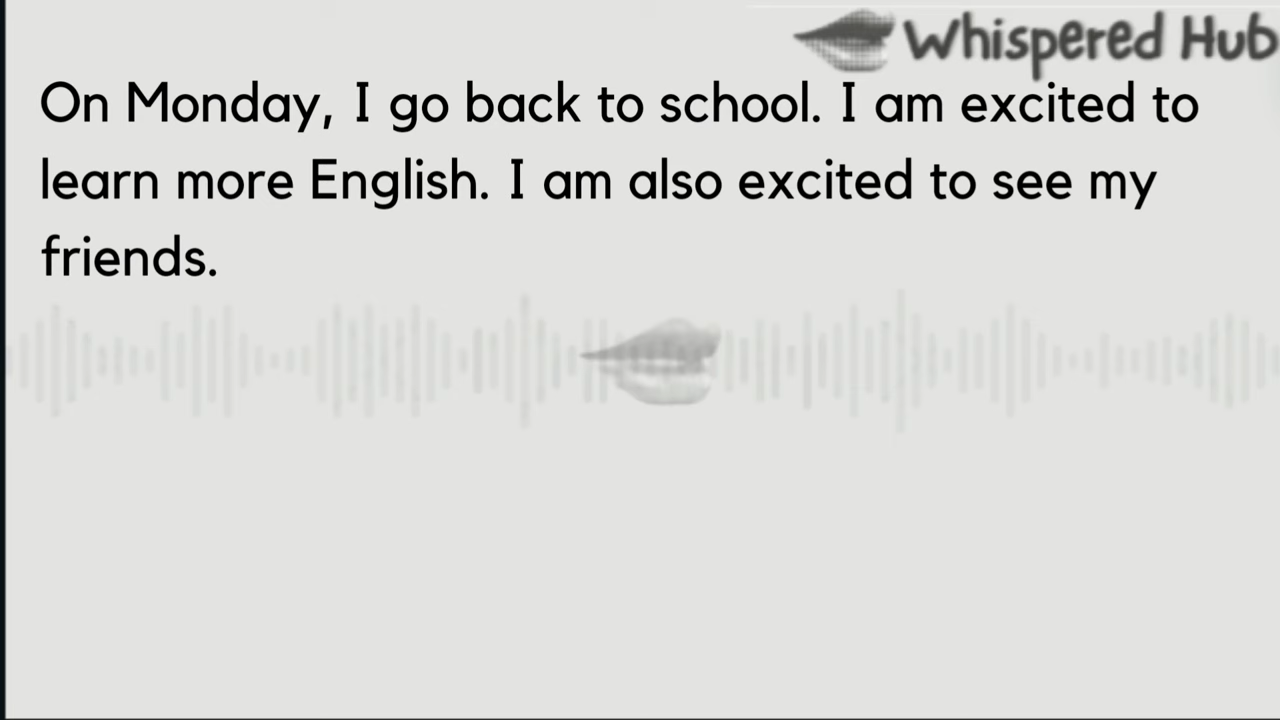 Whispered Hub
On Monday, I go back to school. I am excited to
learn more English. I am also excited to see my
friends.